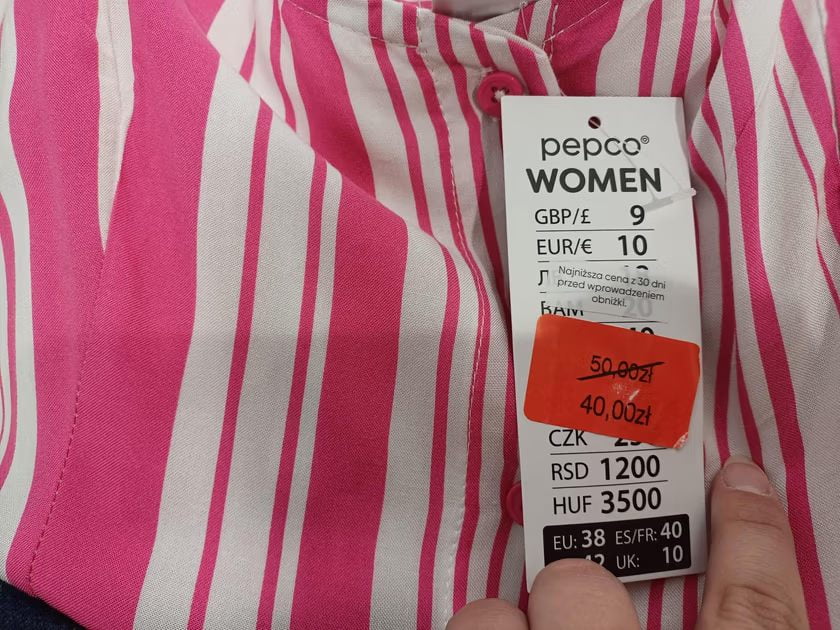 pepco®
WOMEN
GBP/£ 9
EUR/€ 10
Najniższa cena z 30 dni
przed wprowadzeniem
obniżki.
20
50,00zł
40,00zł
CZK
RSD 1200
HUF 3500
EU: 38 ES/FR: 40
UK: 10